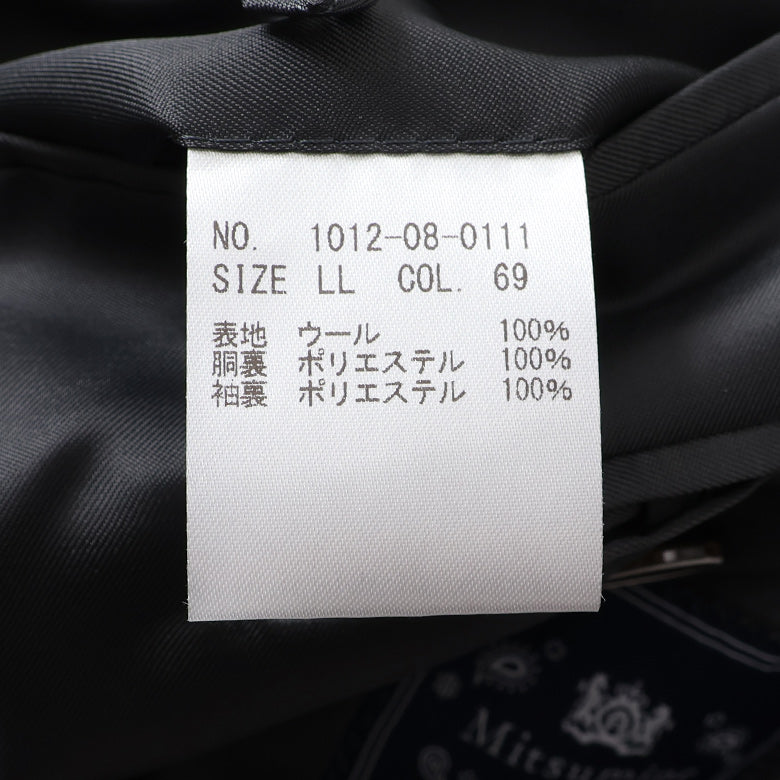 NO. 1012-08-0111
SIZE LL COL. 69
表地 ウール 100%
胴裏 ポリエステル 100%
袖裏 ポリエステル 100%